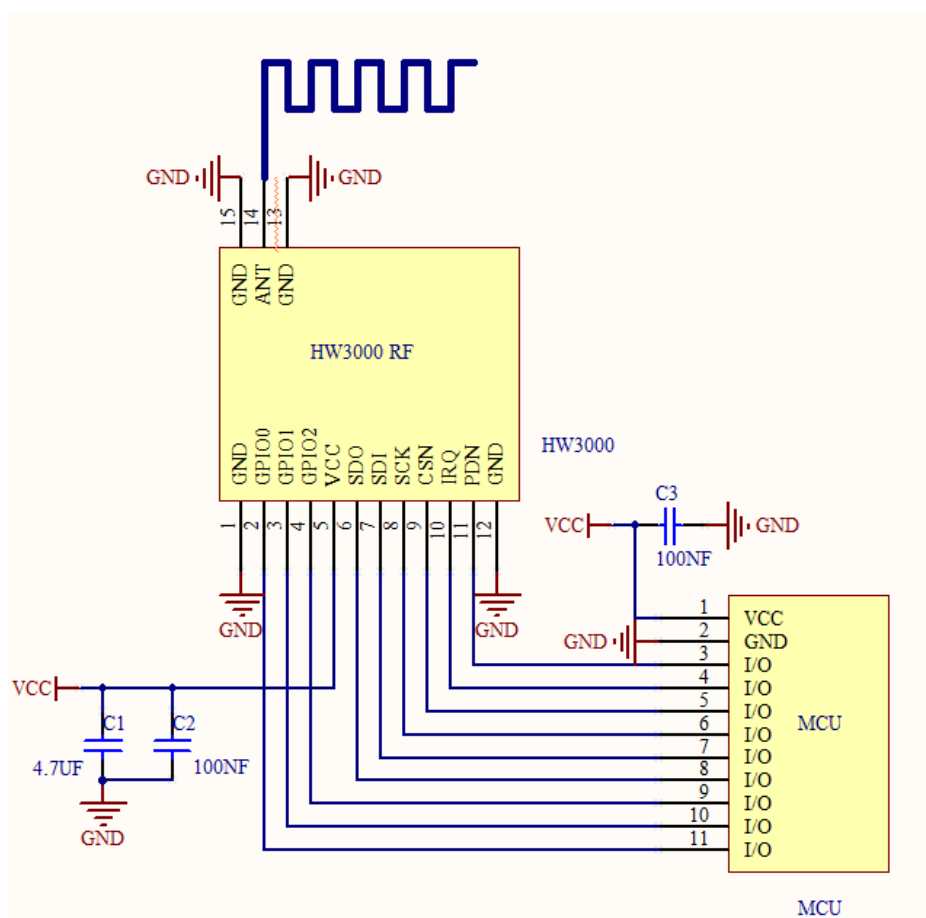 GND
GND
15
14
13
GND
ANT
GND
HW3000 RF
GND
GPIO0
GPIO1
GPIO2
VCC
SDO
SDI
SCK
CSN
IRQ
PDN
GND
HW3000
1
2
3
4
5
6
7
8
9
10
11
12
GND
GND
C3
VCC
GND
100NF
1 VCC
GND 2 GND
3 I/O
4 I/O
5 I/O
6 I/O
7 I/O
8 I/O
9 I/O
10 I/O
11 I/O
MCU
VCC
C1 C2
4.7UF 100NF
GND
MCU